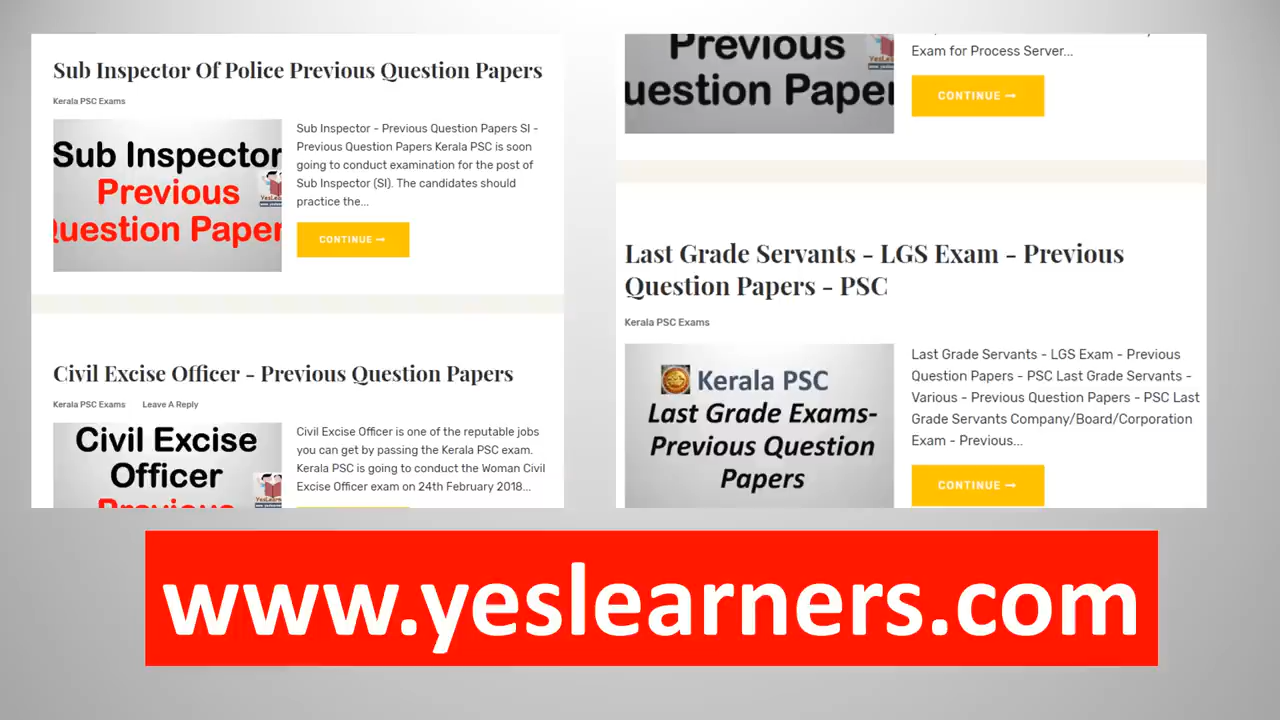 Sub Inspector Of Police Previous Question Papers
Kerala PSC Exams
Sub Inspector
Previous
Question Paper
Sub Inspector - Previous Question Papers SI -
Previous Question Papers Kerala PSC is soon
going to conduct examination for the post of
Sub Inspector (SI). The candidates should
practice the...
CONTINUE →
Civil Excise Officer - Previous Question Papers
Kerala PSC Exams Leave A Reply
Civil Excise
Officer
Previous
Civil Excise Officer is one of the reputable jobs
you can get by passing the Kerala PSC exam.
Kerala PSC is going to conduct the Woman Civil
Excise Officer exam on 24th February 2018...
Previous
uestion Paper
Exam for Process Server...
CONTINUE →
Last Grade Servants - LGS Exam - Previous
Question Papers - PSC
Kerala PSC Exams
Kerala PSC
Last Grade Exams-
Previous Question
Papers
Last Grade Servants - LGS Exam - Previous
Question Papers - PSC Last Grade Servants -
Various - Previous Question Papers - PSC Last
Grade Servants Company/Board/Corporation
Exam - Previous...
CONTINUE →
www.yeslearners.com